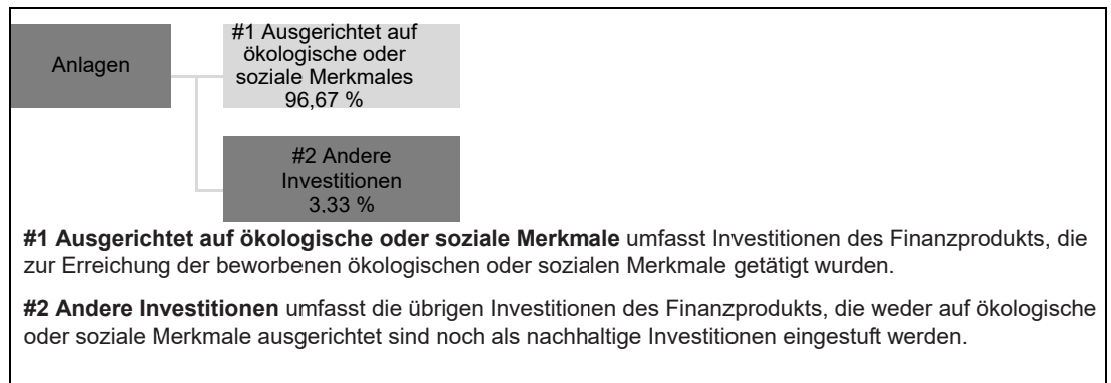 Anlagen
#1 Ausgerichtet auf
ökologische oder
soziale Merkmales
96,67 %
#2 Andere
Investitionen
3,33 %
#1 Ausgerichtet auf ökologische oder soziale Merkmale umfasst Investitionen des Finanzprodukts, die
zur Erreichung der beworbenen ökologischen oder sozialen Merkmale getätigt wurden.
#2 Andere Investitionen umfasst die übrigen Investitionen des Finanzprodukts, die weder auf ökologische
oder soziale Merkmale ausgerichtet sind noch als nachhaltige Investitionen eingestuft werden.